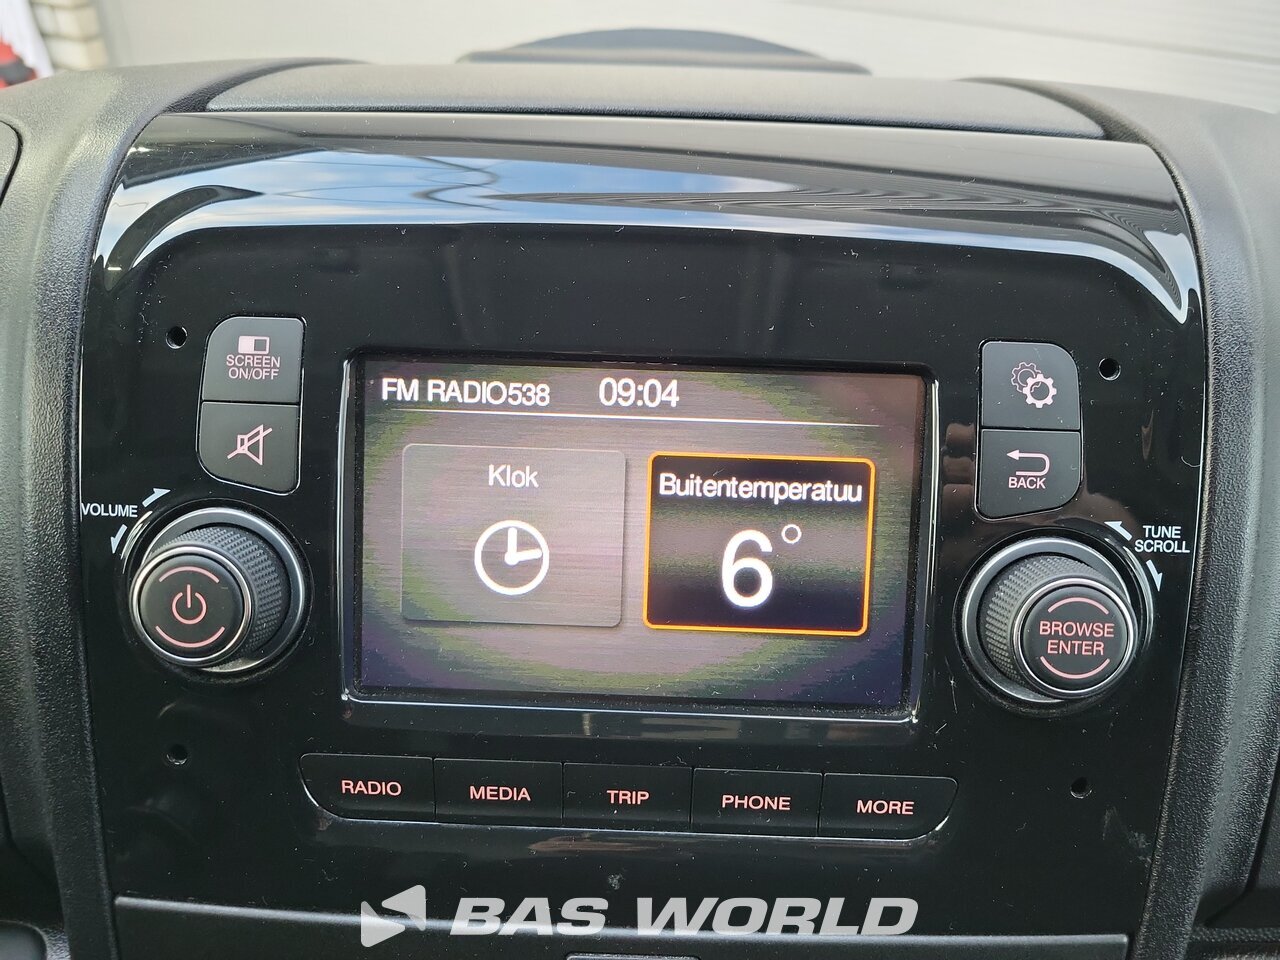 SCREEN
ON/OFF
FM RADIO538 09:04
Klok
Buitentemperatuu
6°
VOLUME
BACK
TUNE
SCROLL
BROWSE
ENTER
RADIO
MEDIA
TRIP
PHONE
MORE
BAS WORLD